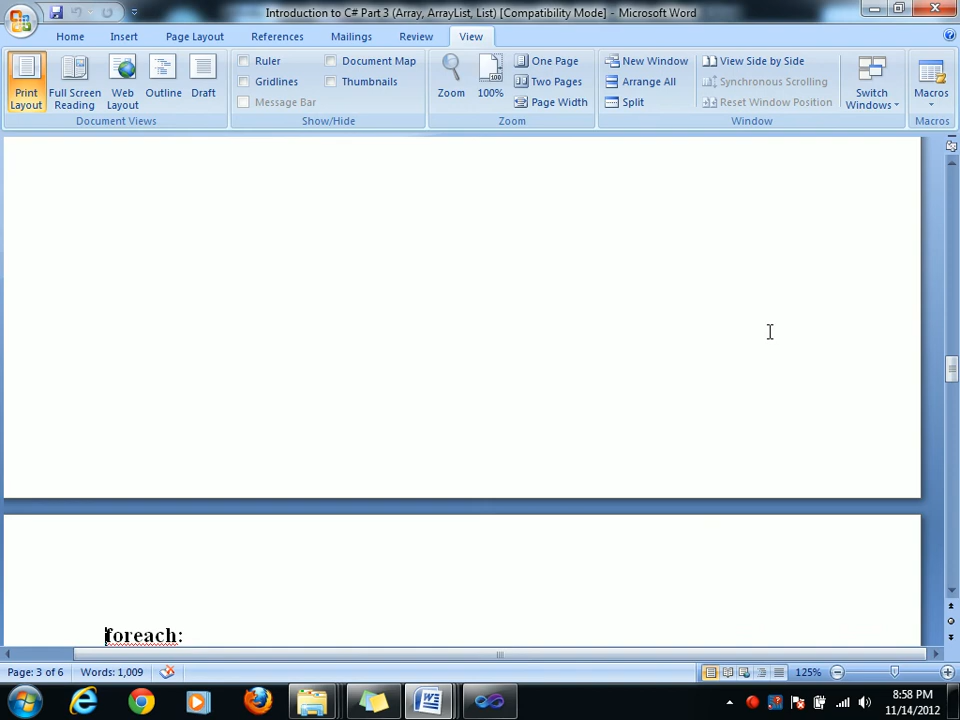 Introduction to C# Part 3 (Array, ArrayList, List) [Compatibility Mode] - Microsoft Word
Home Insert Page Layout References Mailings Review View
Ruler Document Map One Page New Window View Side by Side
Gridlines Thumbnails Two Pages Arrange All Synchronous Scrolling
Print Layout Full Screen Reading Web Layout Outline Draft Message Bar Zoom 100% Page Width Split Reset Window Position Switch Windows Macros
Document Views Show/Hide Zoom Window Macros
foreach:
Page: 3 of 6 Words: 1,009 125%
8:58 PM
11/14/2012